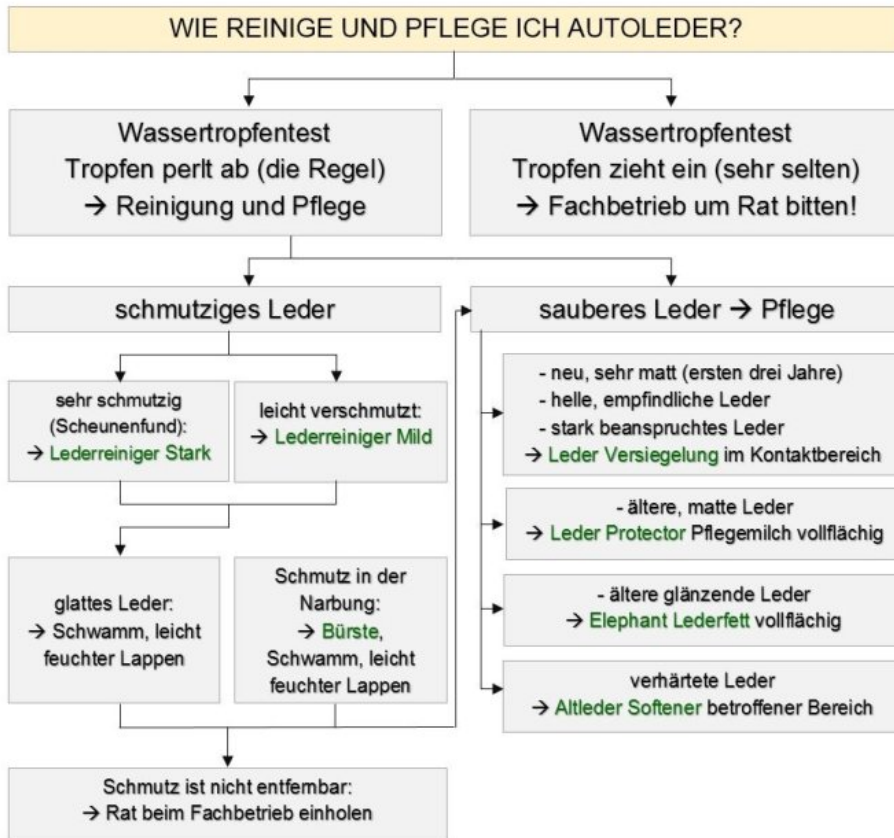 WIE REINIGE UND PFLEGE ICH AUTOLEDER?
Wassertropfentest
Tropfen perlt ab (die Regel)
→ Reinigung und Pflege
Wassertropfentest
Tropfen zieht ein (sehr selten)
→ Fachbetrieb um Rat bitten!
schmutziges Leder
sauberes Leder → Pflege
sehr schmutzig
(Scheunenfund):
→ Lederreiniger Stark
leicht verschmutzt:
→ Lederreiniger Mild
glattes Leder:
→ Schwamm, leicht
feuchter Lappen
Schmutz in der
Narbung:
→ Bürste,
Schwamm, leicht
feuchter Lappen
Schmutz ist nicht entfernbar:
→ Rat beim Fachbetrieb einholen
- neu, sehr matt (ersten drei Jahre)
- helle, empfindliche Leder
- stark beanspruchtes Leder
→ Leder Versiegelung im Kontaktbereich
- ältere, matte Leder
→ Leder Protector Pflegemilch vollflächig
- ältere glänzende Leder
→ Elephant Lederfett vollflächig
verhärtete Leder
→ Altleder Softener betroffener Bereich